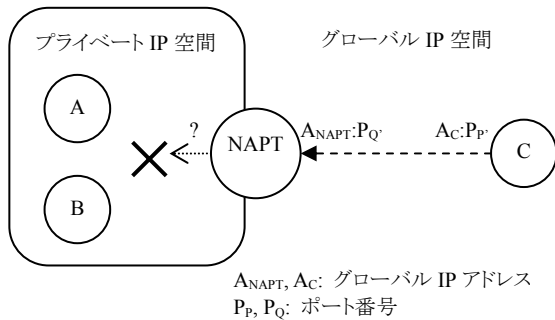 プライベート IP 空間
グローバル IP 空間
A
?
NAPT
A_NAPT:P_Q'
A_C:P_P'
C
B
A_NAPT, A_C: グローバル IP アドレス
P_P, P_Q: ポート番号